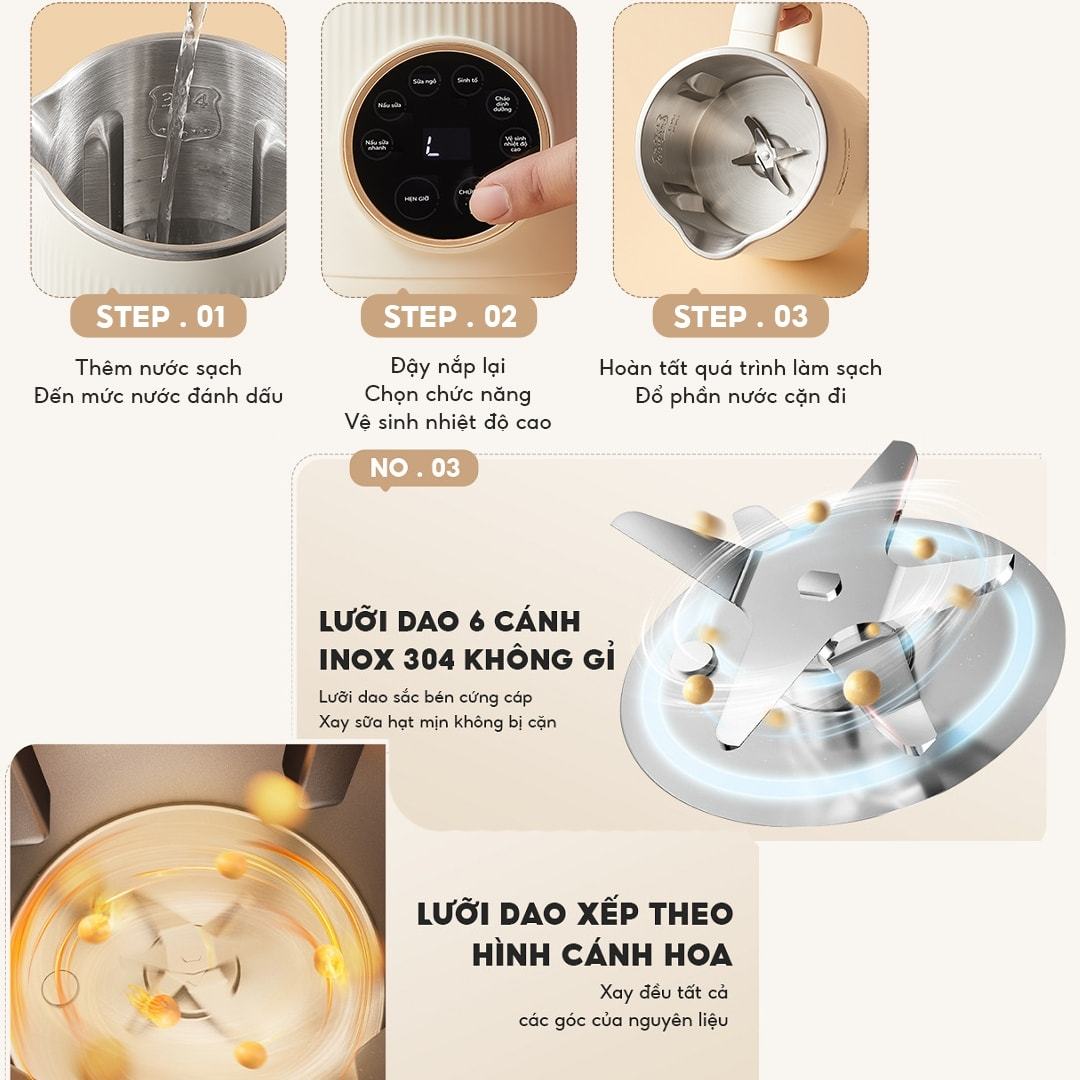 304
Sữa ngô
Sinh tố
Nấu sữa
Cháo
dinh
dưỡng
Nấu sữa
nhanh
Vệ sinh
nhiệt độ
cao
L
HẸN GIỜ
STEP . 01
STEP . 02
STEP . 03
Thêm nước sạch
Đến mức nước đánh dấu
Đậy nắp lại
Chọn chức năng
Vệ sinh nhiệt độ cao
Hoàn tất quá trình làm sạch
Đổ phần nước cặn đi
NO . 03
LƯỠI DAO 6 CÁNH
INOX 304 KHÔNG GỈ
Lưỡi dao sắc bén cứng cáp
Xay sữa hạt mịn không bị cặn
LƯỠI DAO XẾP THEO
HÌNH CÁNH HOA
Xay đều tất cả
các góc của nguyên liệu